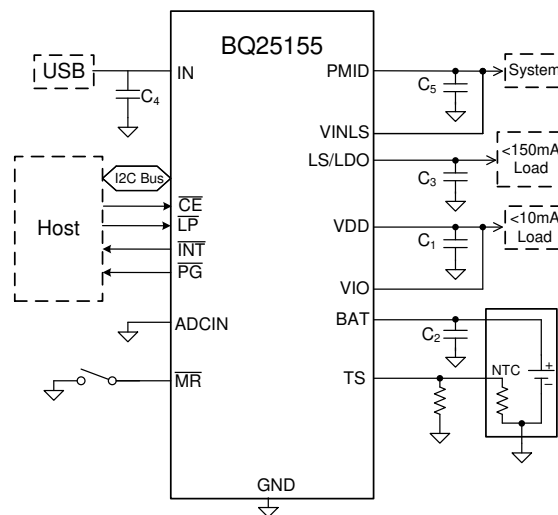 BQ25155
USB
IN
C4
I2C Bus
Host
CE
LP
INT
PG
ADCIN
MR
GND
PMID
C5
System
VINLS
LS/LDO
C3
<150mA
Load
VDD
C1
<10mA
Load
VIO
BAT
C2
TS
NTC
+
−